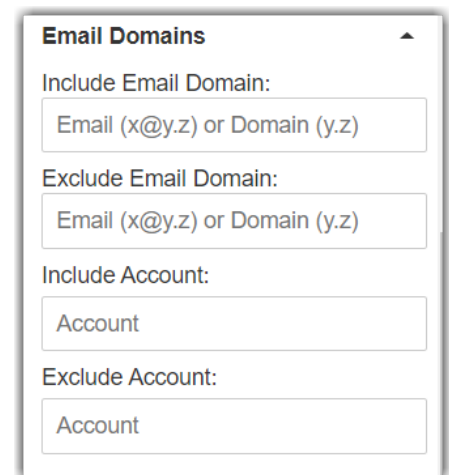 Email Domains
Include Email Domain:
Email (x@y.z) or Domain (y.z)
Exclude Email Domain:
Email (x@y.z) or Domain (y.z)
Include Account:
Account
Exclude Account:
Account